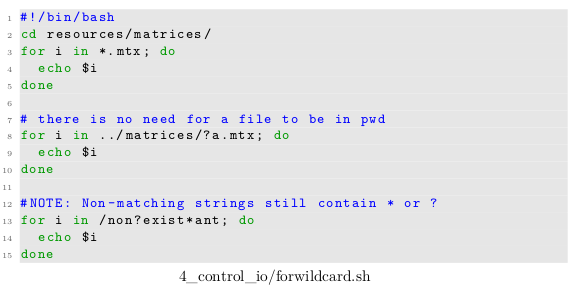 1 #!/bin/bash
2 cd resources/matrices/
3 for i in *.mtx; do
4   echo $i
5 done
6
7 # there is no need for a file to be in pwd
8 for i in ../matrices/?a.mtx; do
9   echo $i
10 done
11
12 #NOTE: Non-matching strings still contain * or ?
13 for i in /non?exist*ant; do
14   echo $i
15 done
4_control_io/forwildcard.sh